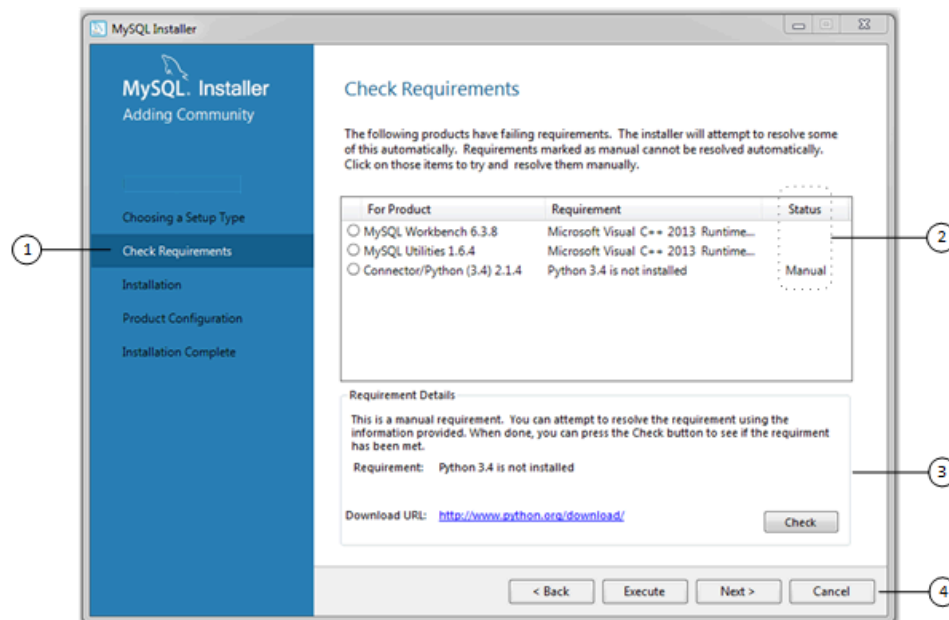 MySQL Installer
MySQL. Installer
Adding Community
Choosing a Setup Type
Check Requirements
Installation
Product Configuration
Installation Complete
1
Check Requirements
The following products have failing requirements. The installer will attempt to resolve some
of this automatically. Requirements marked as manual cannot be resolved automatically.
Click on those items to try and resolve them manually.
For Product Requirement Status
MySQL Workbench 6.3.8 Microsoft Visual C++ 2013 Runtime...
MySQL Utilities 1.6.4 Microsoft Visual C++ 2013 Runtime...
Connector/Python (3.4) 2.1.4 Python 3.4 is not installed Manual
2
Requirement Details
This is a manual requirement. You can attempt to resolve the requirement using the
information provided. When done, you can press the Check button to see if the requirment
has been met.
Requirement: Python 3.4 is not installed
3
Download URL: http://www.python.org/download/
Check
< Back Execute Next > Cancel
4